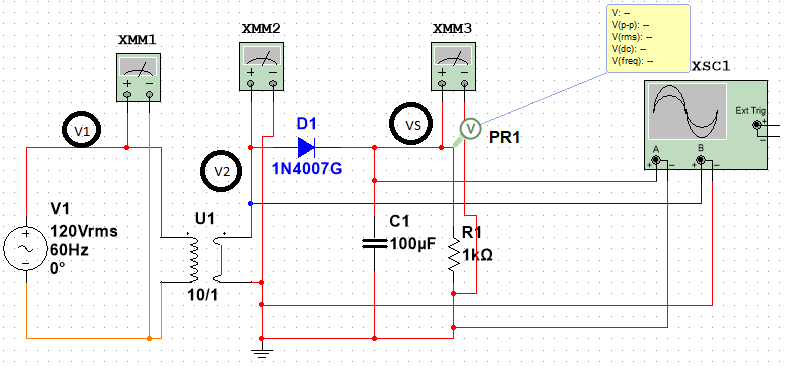 V: --
V(p-p): --
V(rms): --
V(dc): --
V(freq): --
XMM1
XMM2
XMM3
XSC1
Ext Trig
+
−
A
B
+ −
+ −
V1
V2
VS
D1
1N4007G
V
PR1
V1
120Vrms
60Hz
0°
U1
10/1
C1
100µF
R1
1kΩ
+ −
+ −
+ −